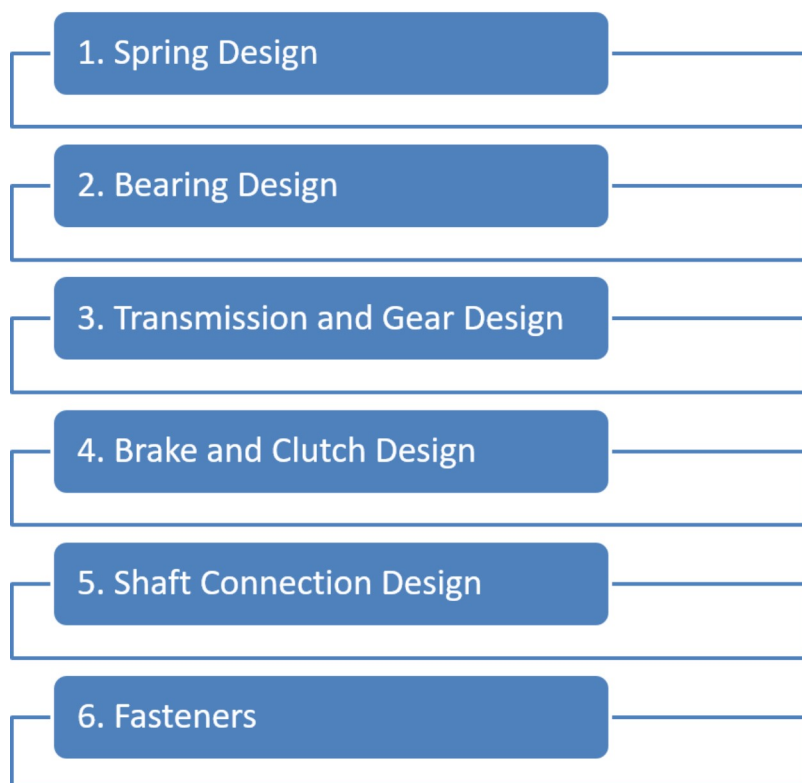 1. Spring Design
2. Bearing Design
3. Transmission and Gear Design
4. Brake and Clutch Design
5. Shaft Connection Design
6. Fasteners